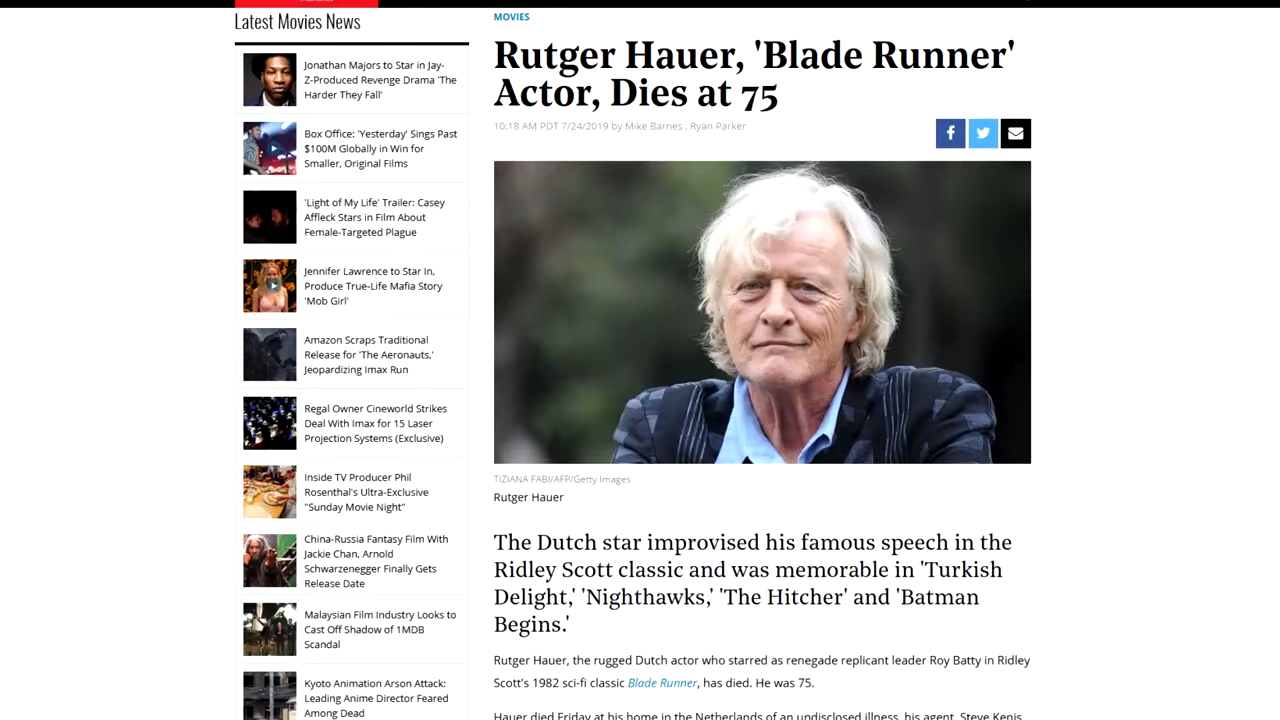 Latest Movies News
Jonathan Majors to Star in Jay-
Z-Produced Revenge Drama 'The
Harder They Fall'
Box Office: 'Yesterday' Sings Past
$100M Globally in Win for
Smaller, Original Films
'Light of My Life' Trailer: Casey
Affleck Stars in Film About
Female-Targeted Plague
Jennifer Lawrence to Star In,
Produce True-Life Mafia Story
'Mob Girl'
Amazon Scraps Traditional
Release for 'The Aeronauts,'
Jeopardizing Imax Run
Regal Owner Cineworld Strikes
Deal With Imax for 15 Laser
Projection Systems (Exclusive)
Inside TV Producer Phil
Rosenthal's Ultra-Exclusive
"Sunday Movie Night"
China-Russia Fantasy Film With
Jackie Chan, Arnold
Schwarzenegger Finally Gets
Release Date
Malaysian Film Industry Looks to
Cast Off Shadow of 1MDB
Scandal
Kyoto Animation Arson Attack:
Leading Anime Director Feared
Among Dead
MOVIES
Rutger Hauer, 'Blade Runner'
Actor, Dies at 75
10:18 AM PDT 7/24/2019 by Mike Barnes , Ryan Parker
TIZIANA FABI/AFP/Getty Images
Rutger Hauer
The Dutch star improvised his famous speech in the
Ridley Scott classic and was memorable in 'Turkish
Delight,' 'Nighthawks,' 'The Hitcher' and 'Batman
Begins.'
Rutger Hauer, the rugged Dutch actor who starred as renegade replicant leader Roy Batty in Ridley
Scott's 1982 sci-fi classic Blade Runner, has died. He was 75.
Hauer died Friday at his home in the Netherlands of an undisclosed illness, his agent, Steve Kenis,